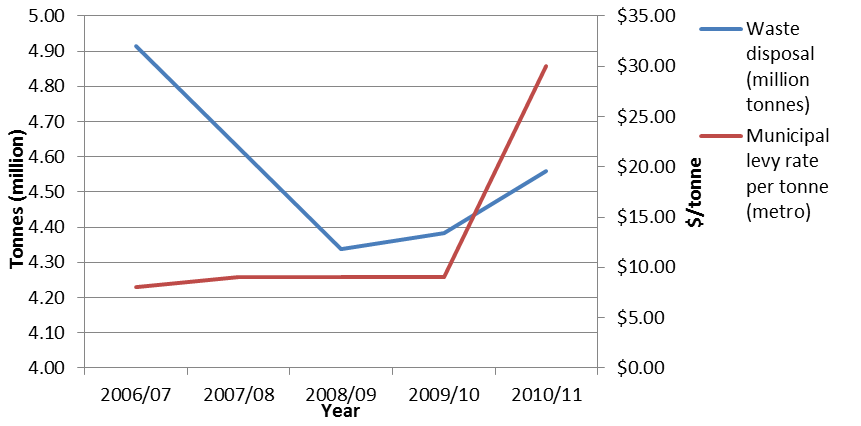 5.00
4.90
4.80
4.70
4.60
4.50
4.40
4.30
4.20
4.10
4.00
Tonnes (million)
$35.00
$30.00
$25.00
$20.00
$15.00
$10.00
$5.00
$0.00
$/tonne
2006/07 2007/08 2008/09 2009/10 2010/11
Year
Waste
disposal
(million
tonnes)
Municipal
levy rate
per tonne
(metro)